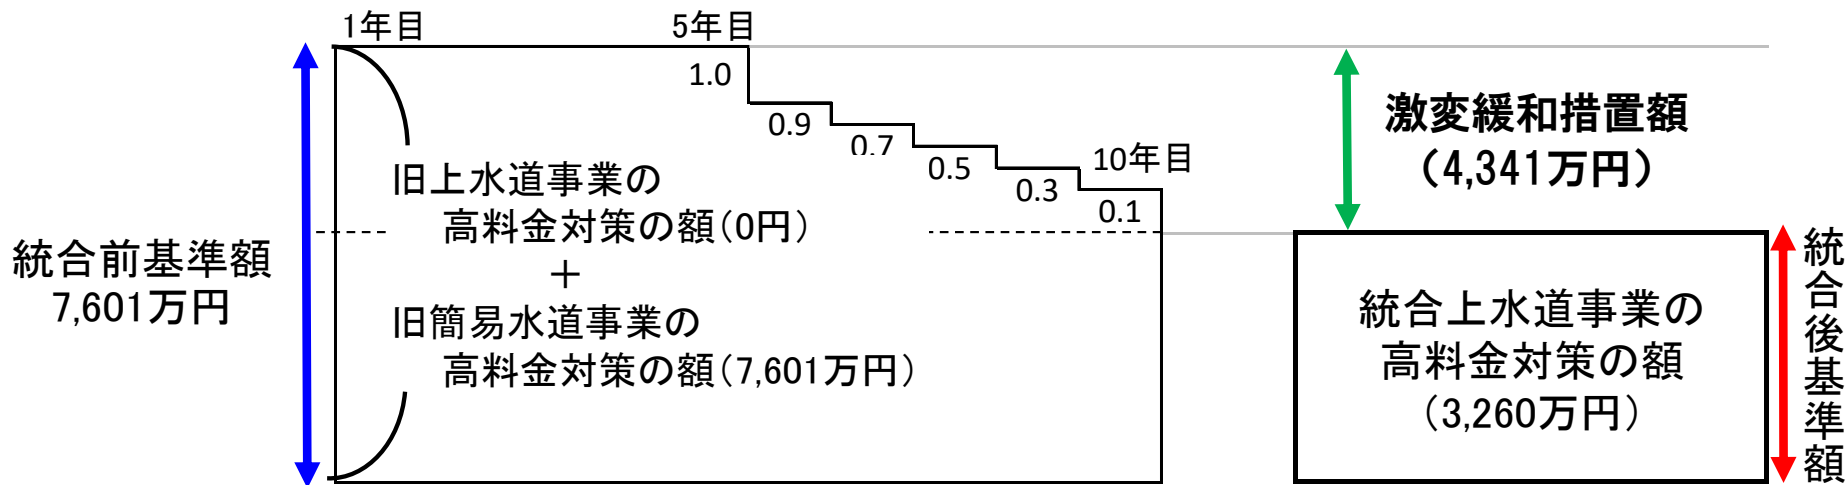 1年目
5年目
1.0
0.9
0.7
0.5
0.3
10年目
0.1
統合前基準額
7,601万円
旧上水道事業の
高料金対策の額(0円)
＋
旧簡易水道事業の
高料金対策の額(7,601万円)
激変緩和措置額
(4,341万円)
統合上水道事業の
高料金対策の額
(3,260万円)
統合後基準額